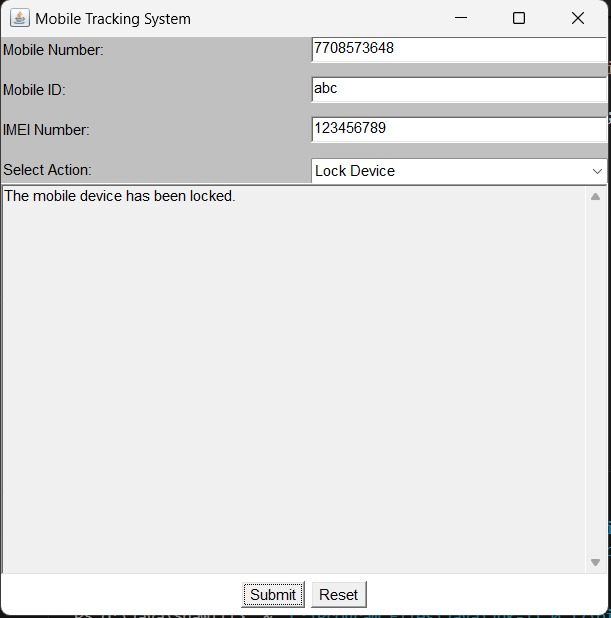 Mobile Tracking System
Mobile Number: 7708573648
Mobile ID: abc
IMEI Number: 123456789
Select Action: Lock Device
The mobile device has been locked.
Submit Reset